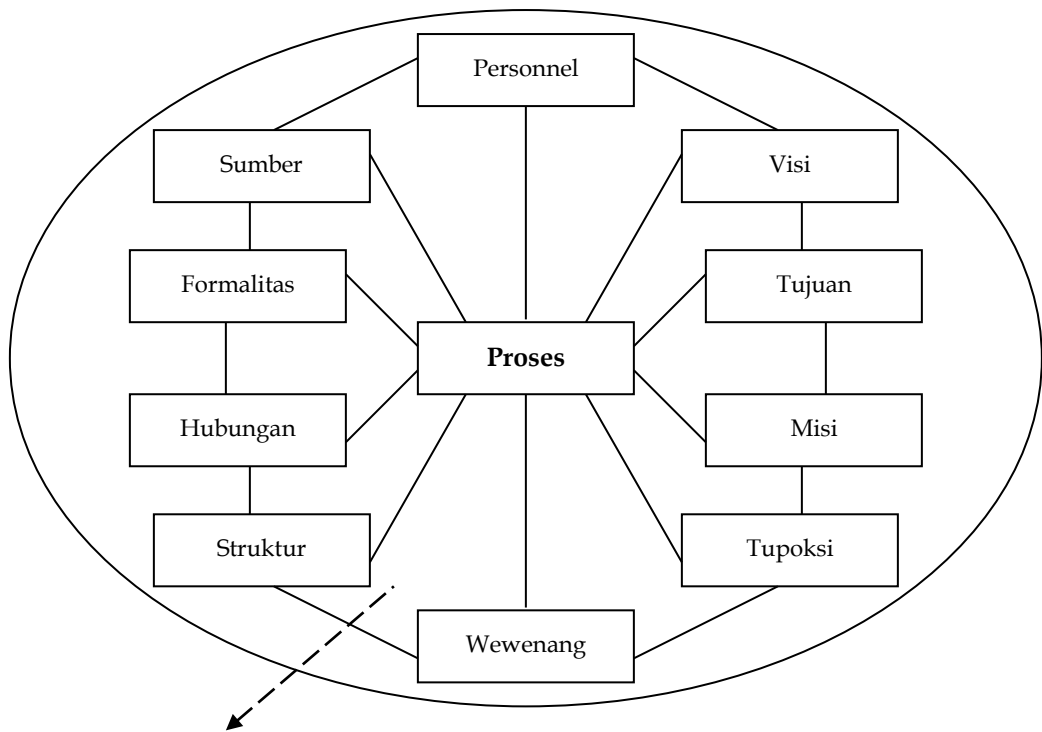 Personnel
Sumber
Visi
Formalitas
Tujuan
Proses
Hubungan
Misi
Struktur
Tupoksi
Wewenang